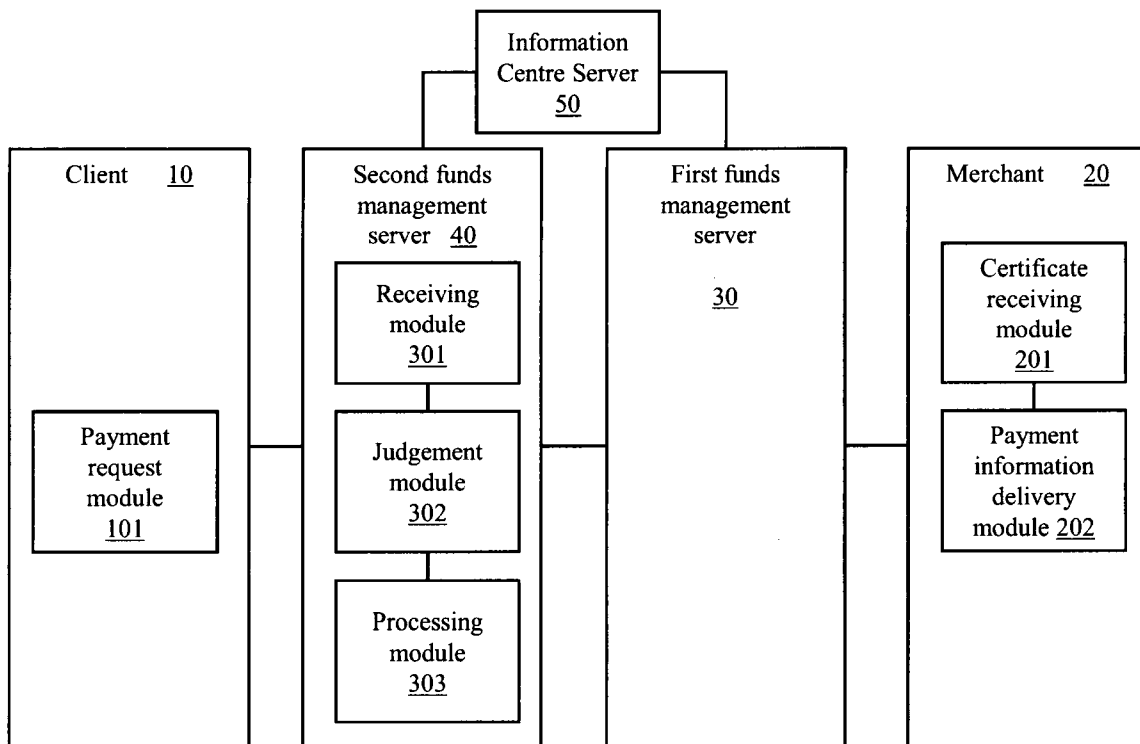 Information
Centre Server
50
Client 10
Payment
request
module
101
Second funds
management
server 40
Receiving
module
301
Judgement
module
302
Processing
module
303
First funds
management
server
30
Merchant 20
Certificate
receiving
module
201
Payment
information
delivery
module 202